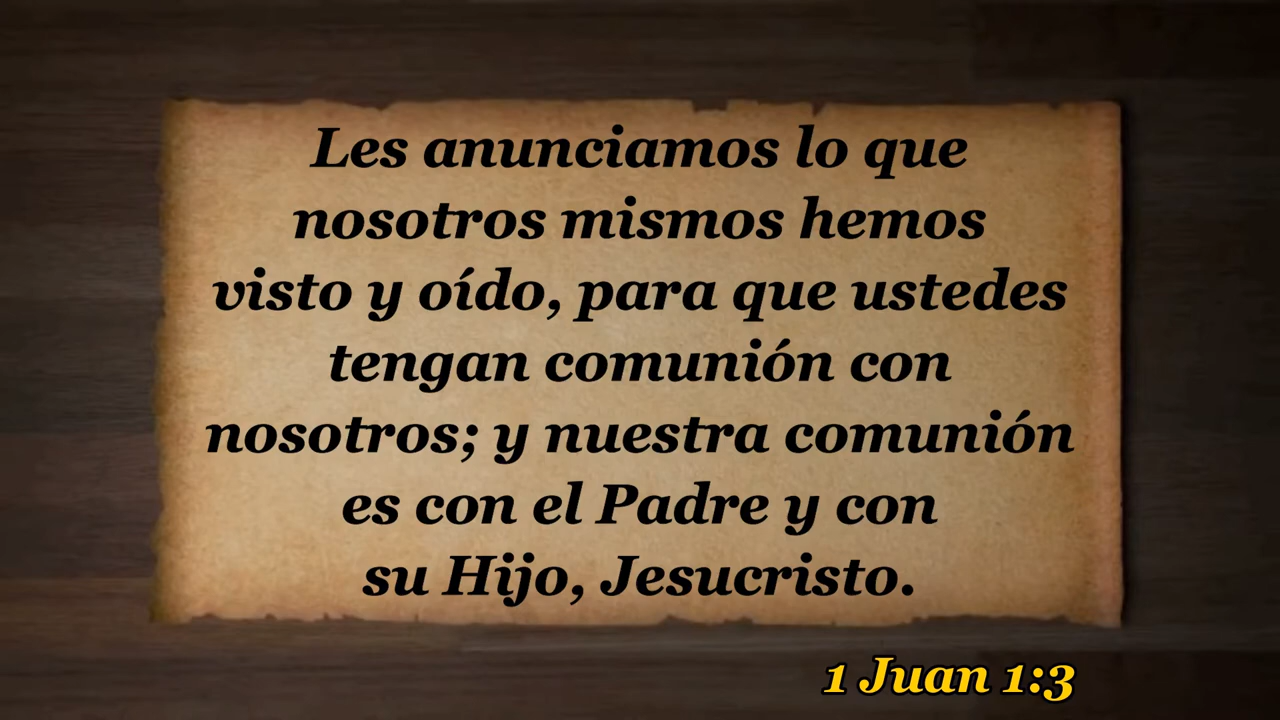 Les anunciamos lo que
nosotros mismos hemos
visto y oído, para que ustedes
tengan comunión con
nosotros; y nuestra comunión
es con el Padre y con
su Hijo, Jesucristo.
1 Juan 1:3